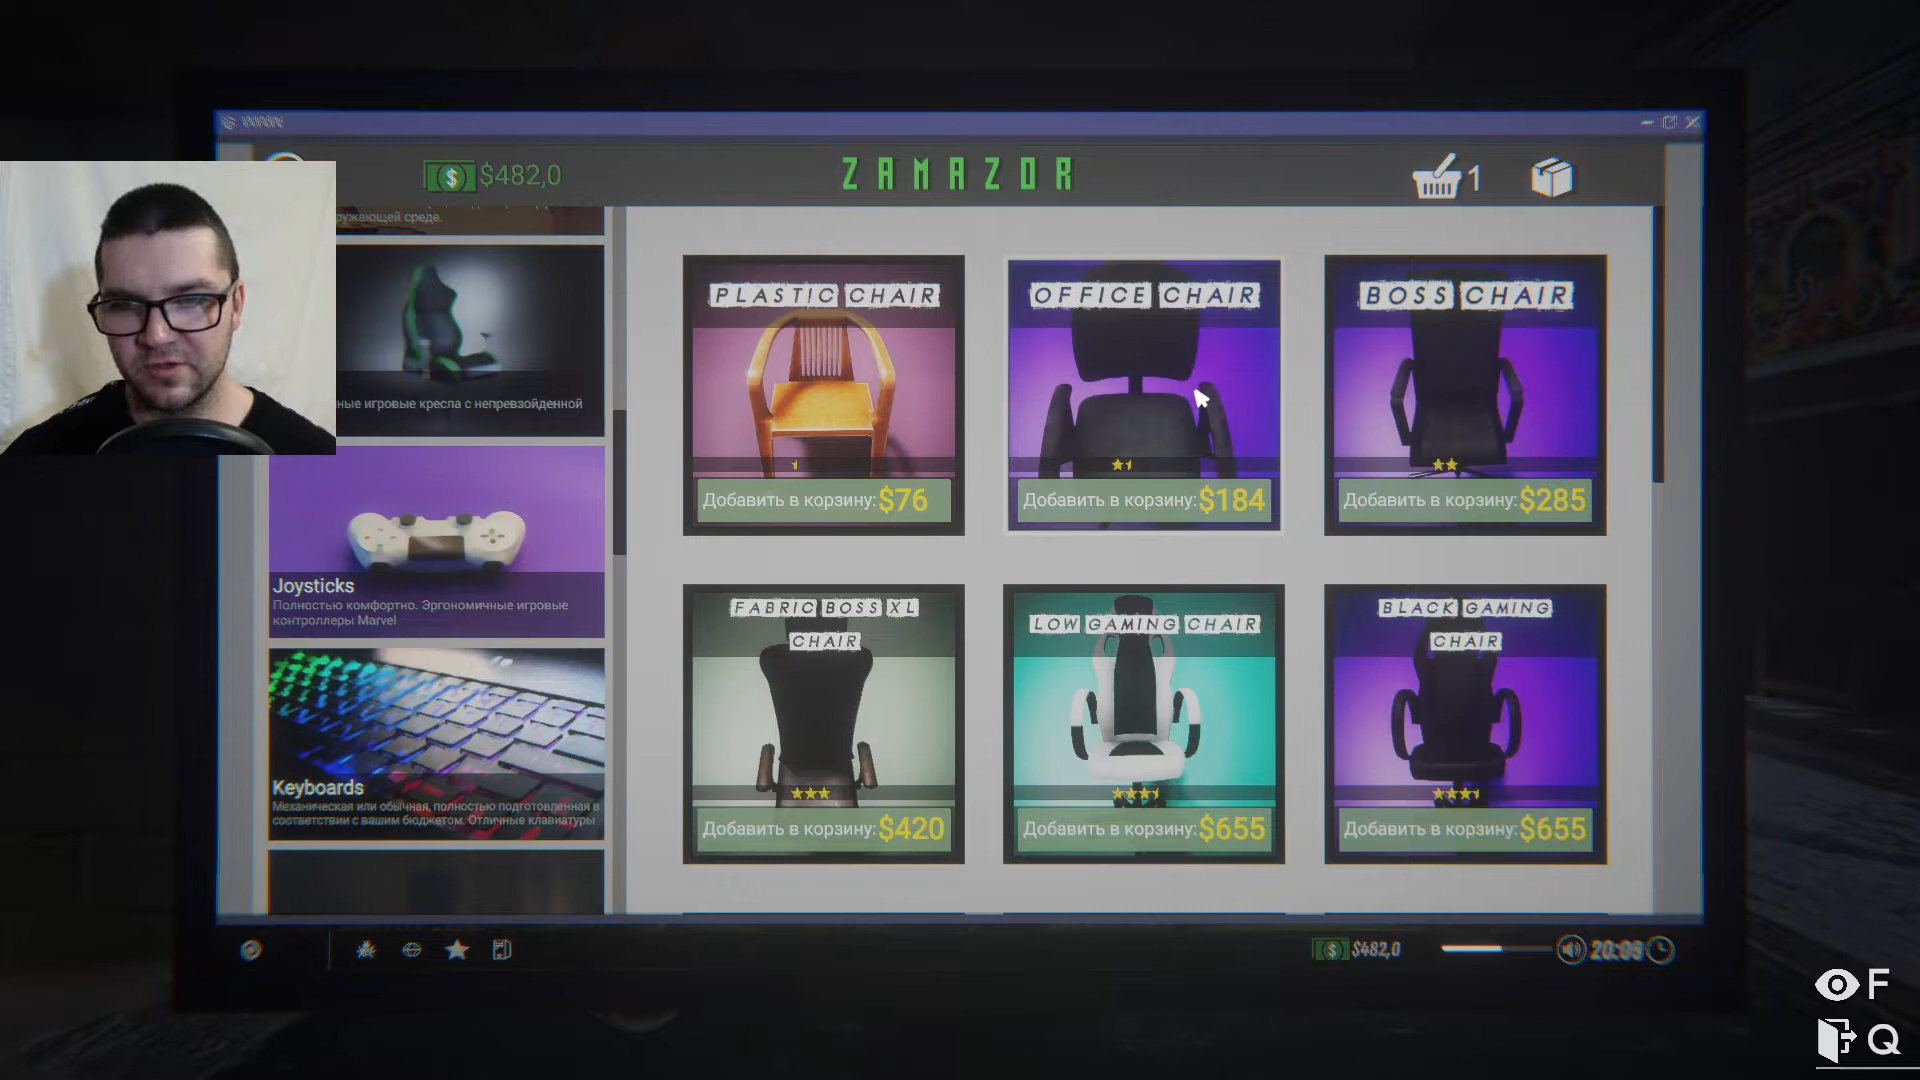 $482,0
ZAMAZOR
1
ружающей среде.
ные игровые кресла с непревзойденной
Joysticks
Полностью комфортно. Эргономичные игровые
контроллеры Marvel
Keyboards
Механическая или обычная, полностью подготовленная в
соответствии с вашим бюджетом. Отличные клавиатуры
PLASTIC CHAIR
Добавить в корзину: $76
OFFICE CHAIR
Добавить в корзину: $184
BOSS CHAIR
Добавить в корзину: $285
FABRIC BOSS XL
CHAIR
Добавить в корзину: $420
LOW GAMING CHAIR
Добавить в корзину: $655
BLACK GAMING
CHAIR
Добавить в корзину: $655
$482,0
20:05
F
Q